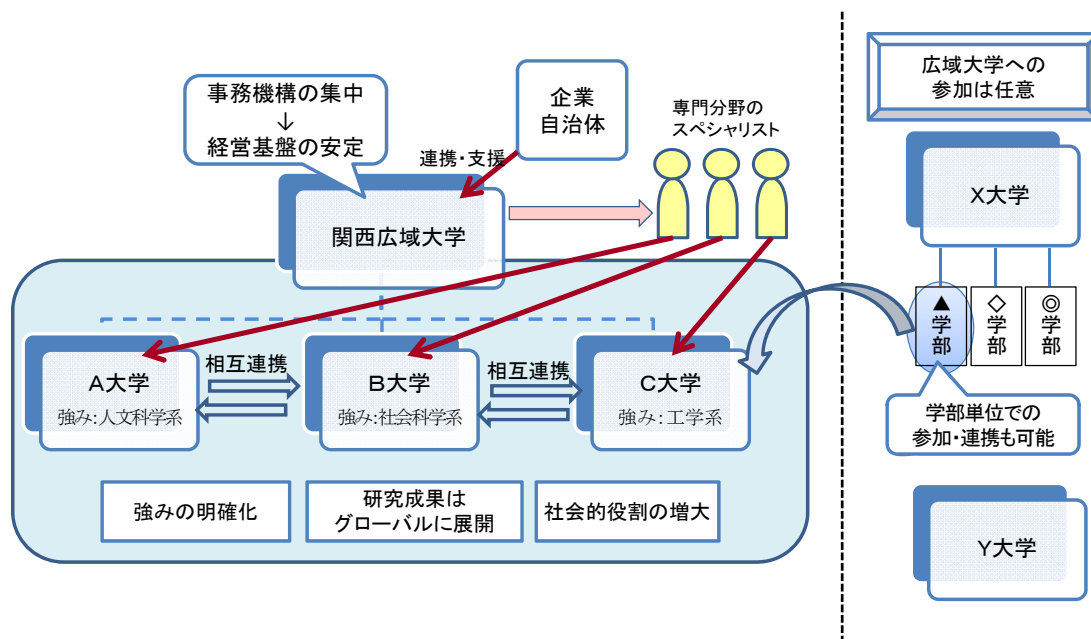 事務機構の集中
↓
経営基盤の安定
企業
自治体
専門分野の
スペシャリスト
連携・支援
関西広域大学
A大学
強み:人文科学系
相互連携
B大学
強み:社会科学系
相互連携
C大学
強み:工学系
強みの明確化
研究成果は
グローバルに展開
社会的役割の増大
広域大学への
参加は任意
X大学
▲学部
◇学部
◎学部
学部単位での
参加・連携も可能
Y大学